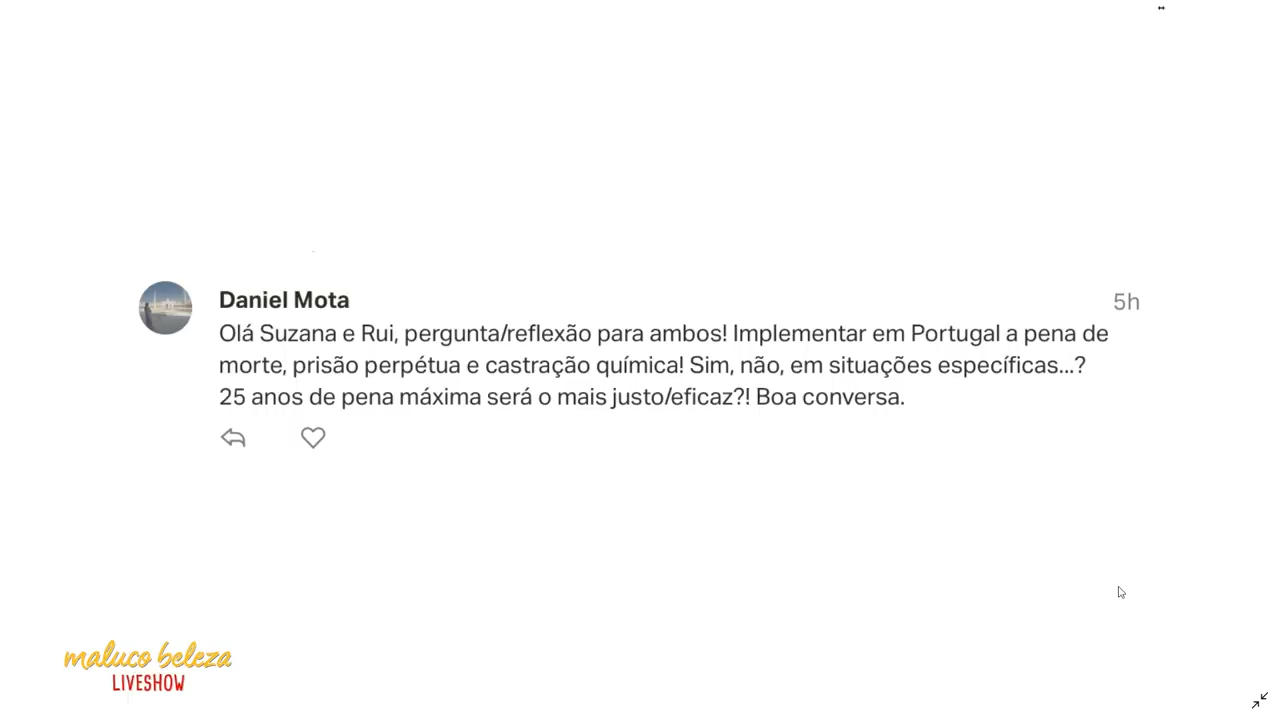 Daniel Mota
5h
Olá Suzana e Rui, pergunta/reflexão para ambos! Implementar em Portugal a pena de
morte, prisão perpétua e castração química! Sim, não, em situações específicas...?
25 anos de pena máxima será o mais justo/eficaz?! Boa conversa.
maluco beleza
LIVESHOW